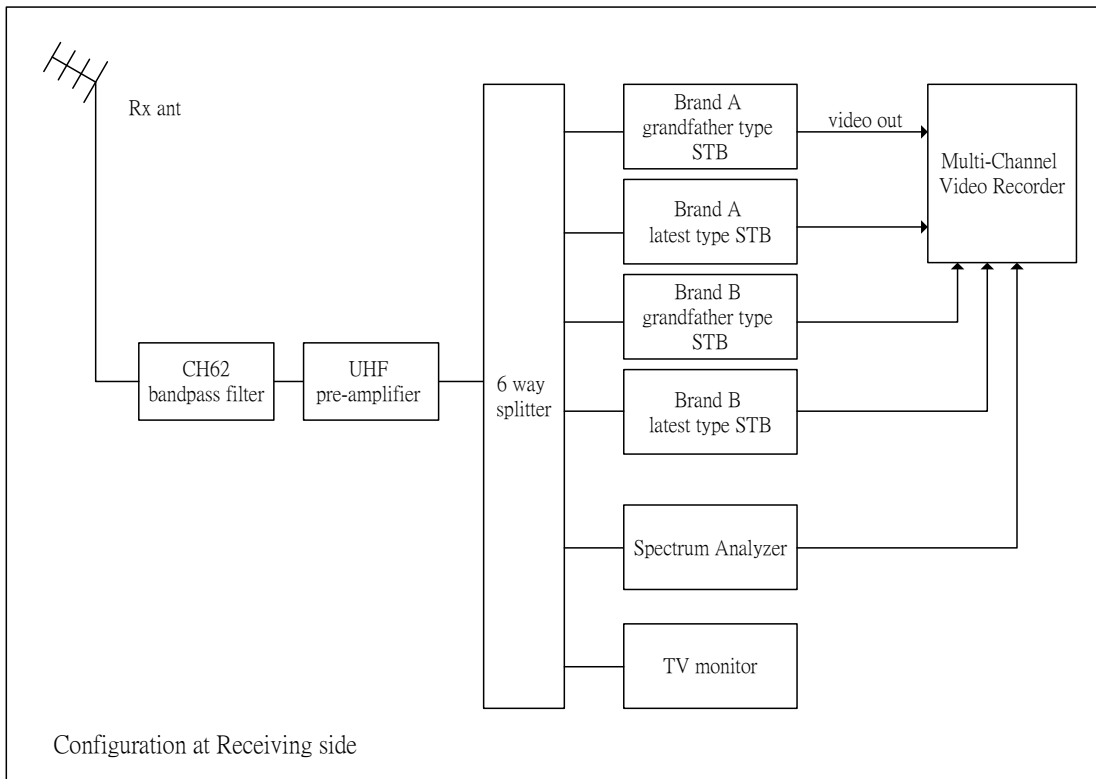 Rx ant
CH62
bandpass filter
UHF
pre-amplifier
6 way
splitter
Brand A
grandfather type
STB
video out
Brand A
latest type STB
Brand B
grandfather type
STB
Brand B
latest type STB
Spectrum Analyzer
TV monitor
Multi-Channel
Video Recorder
Configuration at Receiving side